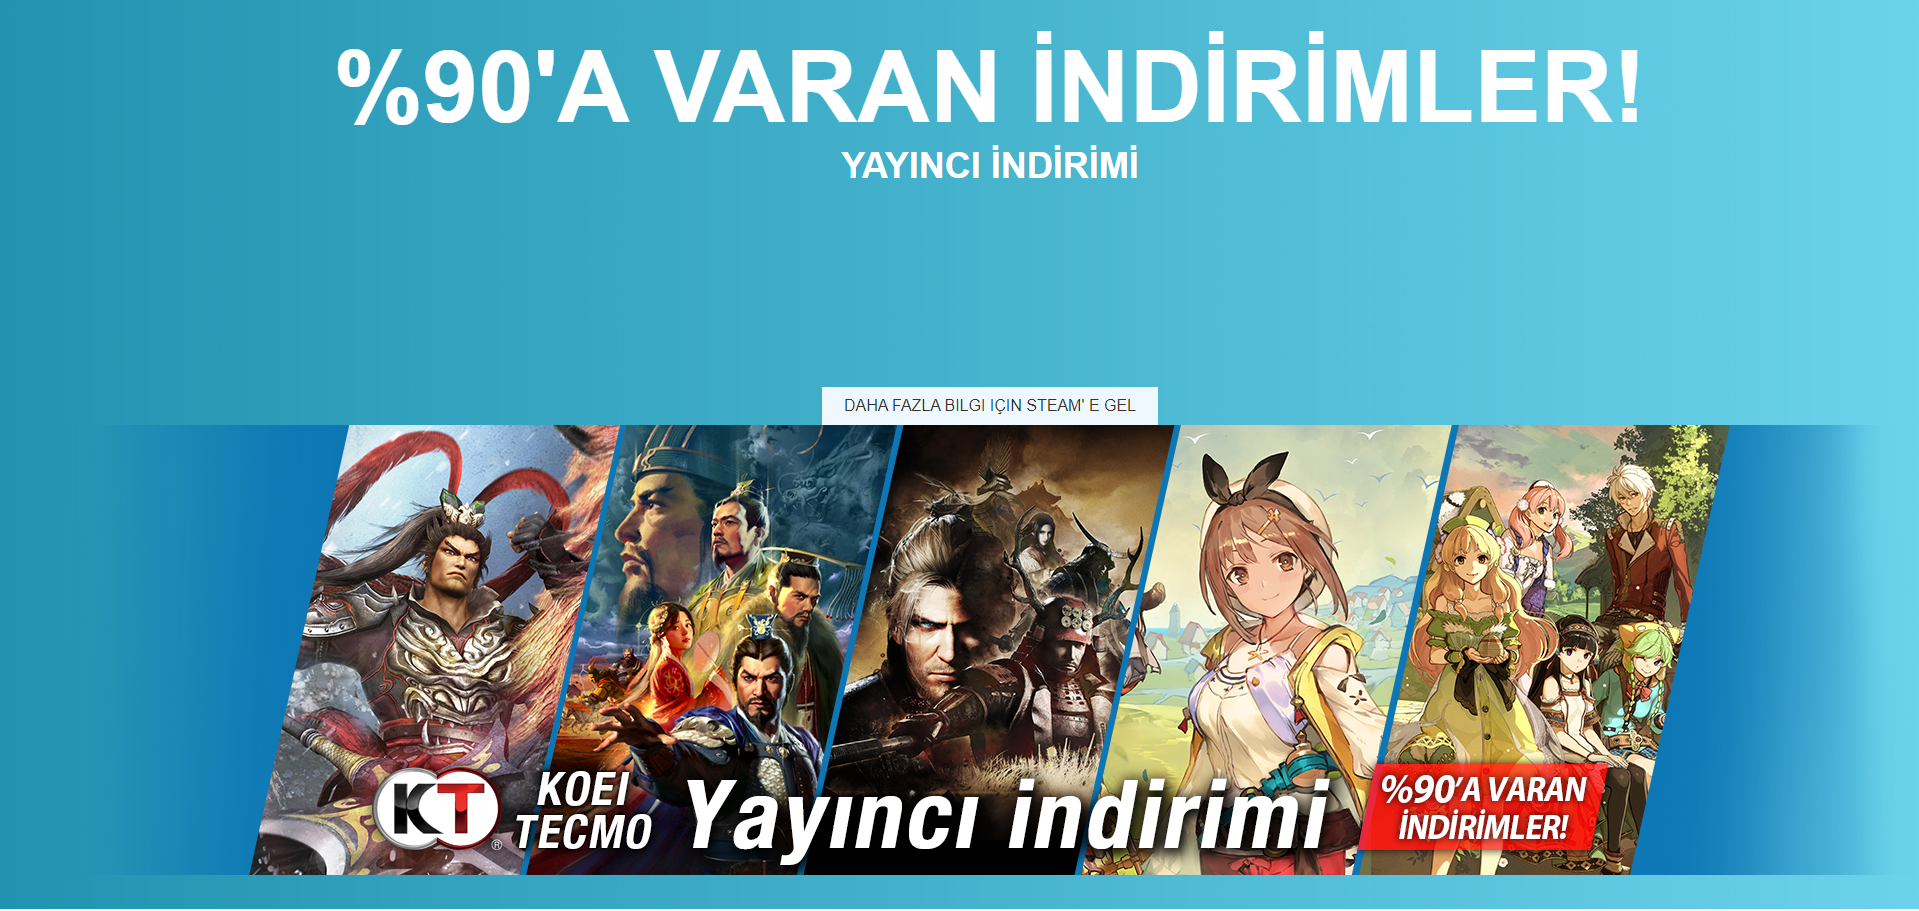 %90'A VARAN İNDİRİMLER!
YAYINCI İNDİRİMİ
DAHA FAZLA BILGI IÇIN STEAM' E GEL
KT®
KOEI
TECMO
Yayıncı indirimi
%90'A VARAN
İNDİRİMLER!